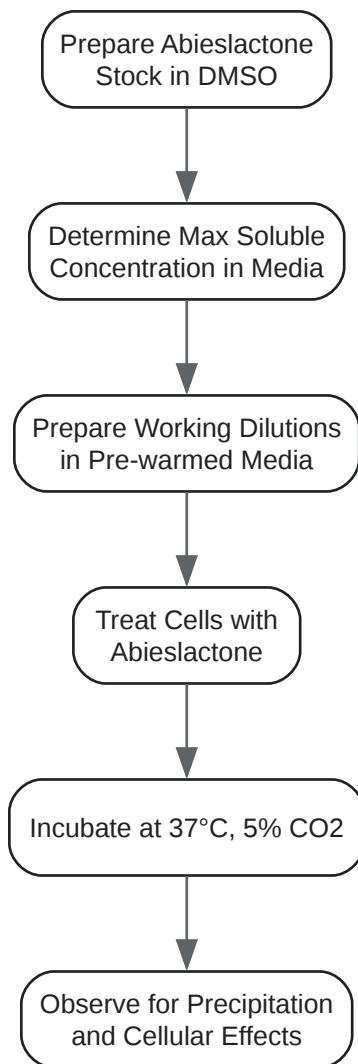 Prepare Abieslactone
Stock in DMSO
Determine Max Soluble
Concentration in Media
Prepare Working Dilutions
in Pre-warmed Media
Treat Cells with
Abieslactone
Incubate at 37°C, 5% CO2
Observe for Precipitation
and Cellular Effects